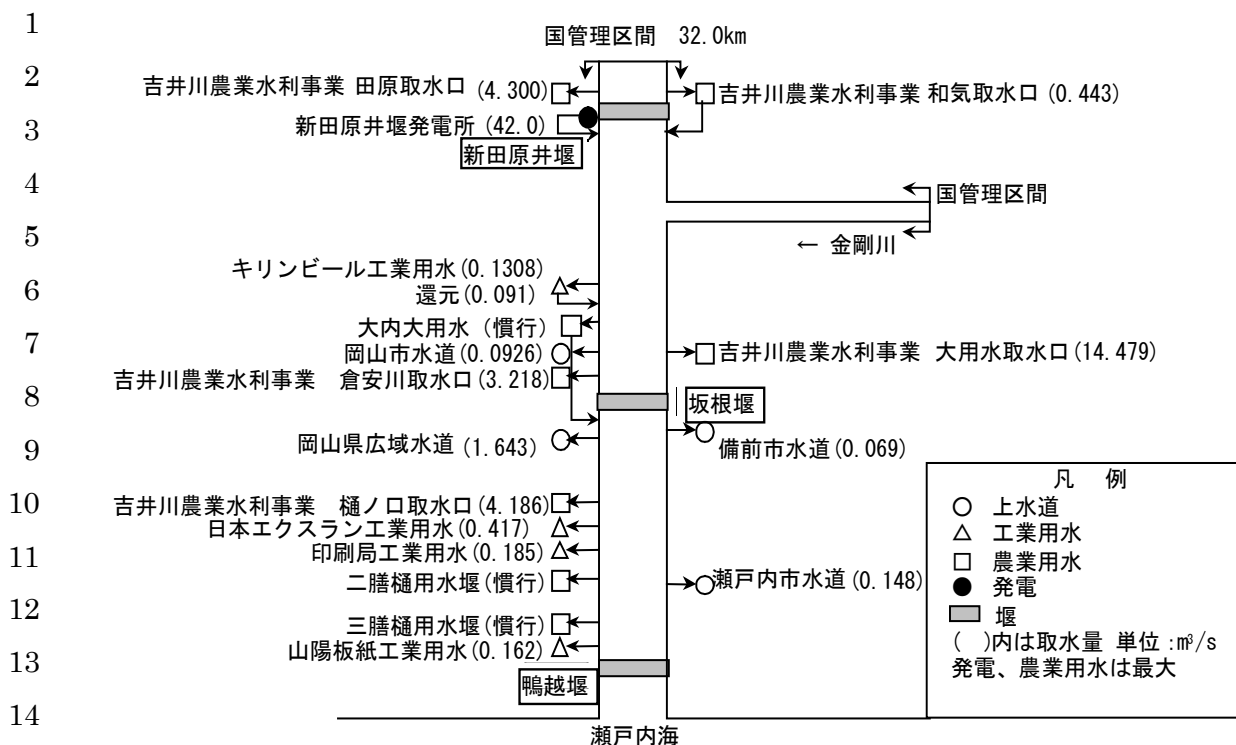 1
国管理区間 32.0km
2
吉井川農業水利事業 田原取水口 (4.300)
吉井川農業水利事業 和気取水口 (0.443)
3
新田原井堰発電所 (42.0)
新田原井堰
4
国管理区間
5
← 金剛川
キリンビール工業用水(0.1308)
6
還元(0.091)
大内大用水 (慣行)
7
岡山市水道(0.0926)
吉井川農業水利事業 大用水取水口(14.479)
吉井川農業水利事業 倉安川取水口(3.218)
8
坂根堰
9
岡山県広域水道 (1.643)
備前市水道(0.069)
凡 例
10
吉井川農業水利事業 樋ノ口取水口(4.186)
上水道
日本エクスラン工業用水(0.417)
工業用水
11
印刷局工業用水(0.185)
農業用水
二膳樋用水堰(慣行)
瀬戸内市水道(0.148)
発電
12
堰
三膳樋用水堰(慣行)
( )内は取水量 単位:m³/s
13
山陽板紙工業用水(0.162)
発電、農業用水は最大
鴨越堰
14
瀬戸内海